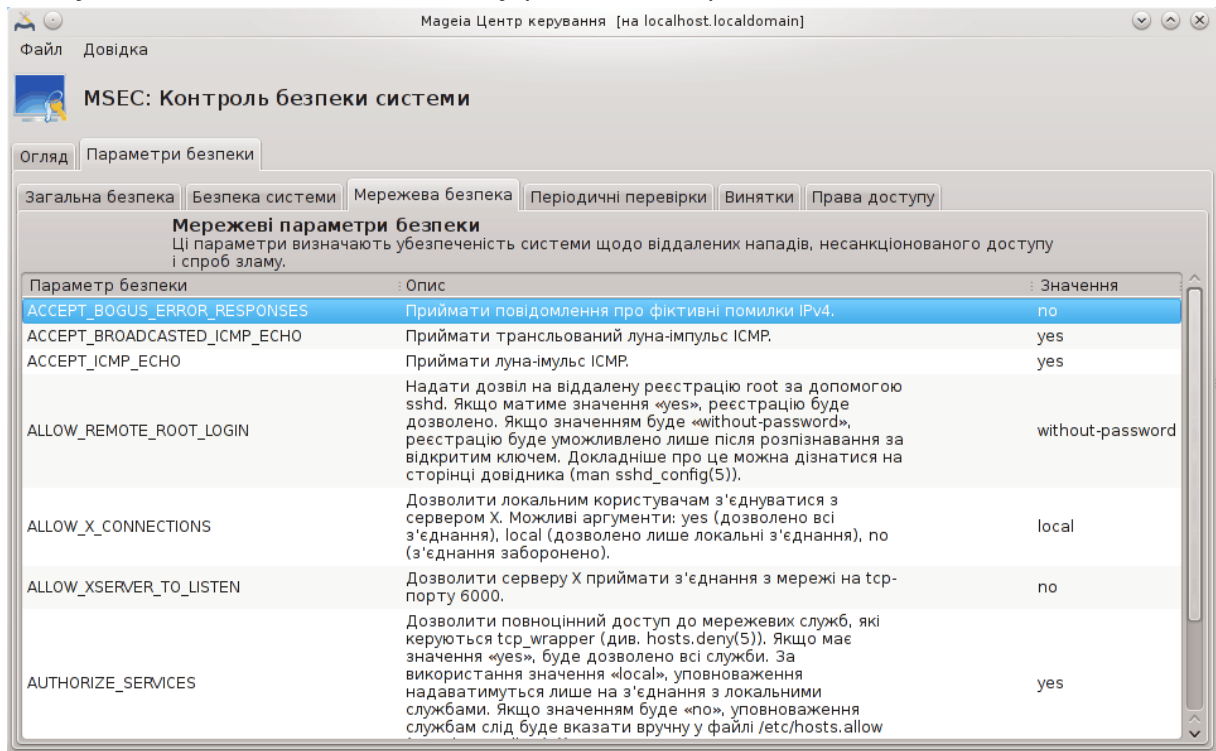 Mageia Центр керування  [на localhost.localdomain]
Файл Довідка
MSEC: Контроль безпеки системи
Огляд Параметри безпеки
Загальна безпека Безпека системи Мережева безпека Періодичні перевірки Винятки Права доступу
Мережеві параметри безпеки
Ці параметри визначають убезпеченість системи щодо віддалених нападів, несанкціонованого доступу
і спроб зламу.
Параметр безпеки Опис Значення
ACCEPT_BOGUS_ERROR_RESPONSES Приймати повідомлення про фіктивні помилки IPv4. no
ACCEPT_BROADCASTED_ICMP_ECHO Приймати трансльований луна-імпульс ICMP. yes
ACCEPT_ICMP_ECHO Приймати луна-імульс ICMP. yes
Надати дозвіл на віддалену реєстрацію root за допомогою
sshd. Якщо матиме значення «yes», реєстрацію буде
дозволено. Якщо значенням буде «without-password»,
ALLOW_REMOTE_ROOT_LOGIN реєстрацію буде уможливлено лише після розпізнавання за without-password
відкритим ключем. Докладніше про це можна дізнатися на
сторінці довідника (man sshd_config(5)).
Дозволити локальним користувачам з'єднуватися з
сервером X. Можливі аргументи: yes (дозволено всі
ALLOW_X_CONNECTIONS з'єднання), local (дозволено лише локальні з'єднання), no local
(з'єднання заборонено).
ALLOW_XSERVER_TO_LISTEN Дозволити серверу X приймати з'єднання з мережі на tcp- no
порту 6000.
Дозволити повноцінний доступ до мережевих служб, які
керуються tcp_wrapper (див. hosts.deny(5)). Якщо має
значення «yes», буде дозволено всі служби. За
AUTHORIZE_SERVICES використання значення «local», уповноваження yes
надаватимуться лише на з'єднання з локальними
службами. Якщо значенням буде «no», уповноваження
службам слід буде вказати вручну у файлі /etc/hosts.allow